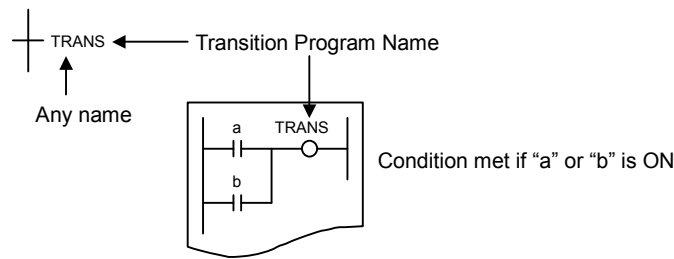 TRANS
Transition Program Name
Any name
a
TRANS
b
Condition met if “a” or “b” is ON